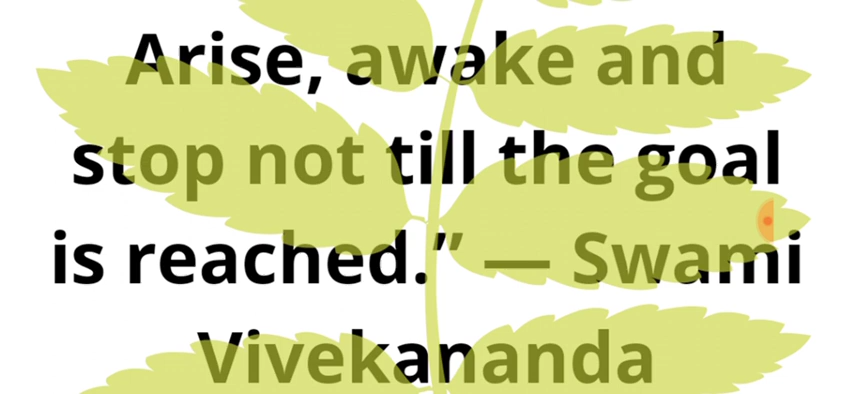 Arise, awake and
stop not till the goal
is reached.” — Swami
Vivekananda